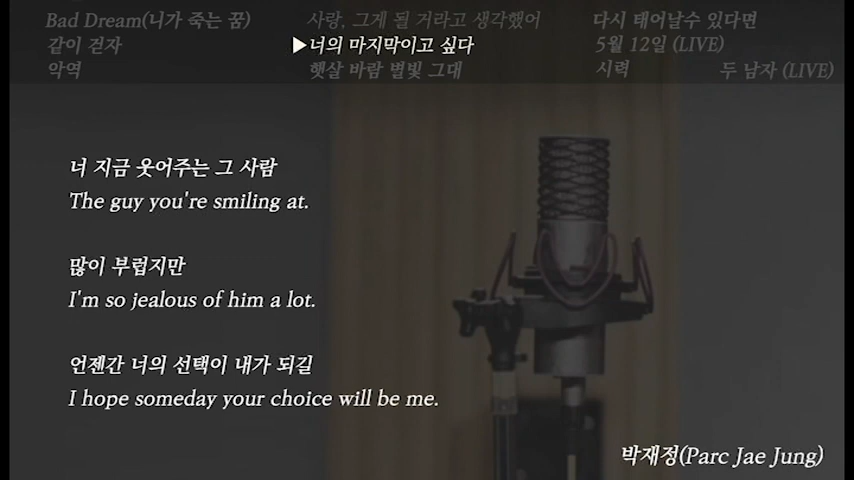 Bad Dream(니가 죽는 꿈)
같이 걷자
악역
사랑, 그게 될 거라고 생각했어
▶너의 마지막이고 싶다
햇살 바람 별빛 그대
다시 태어날수 있다면
5월 12일 (LIVE)
시력
두 남자 (LIVE)
너 지금 웃어주는 그 사람
The guy you're smiling at.
많이 부럽지만
I'm so jealous of him a lot.
언젠간 너의 선택이 내가 되길
I hope someday your choice will be me.
박재정(Parc Jae Jung)